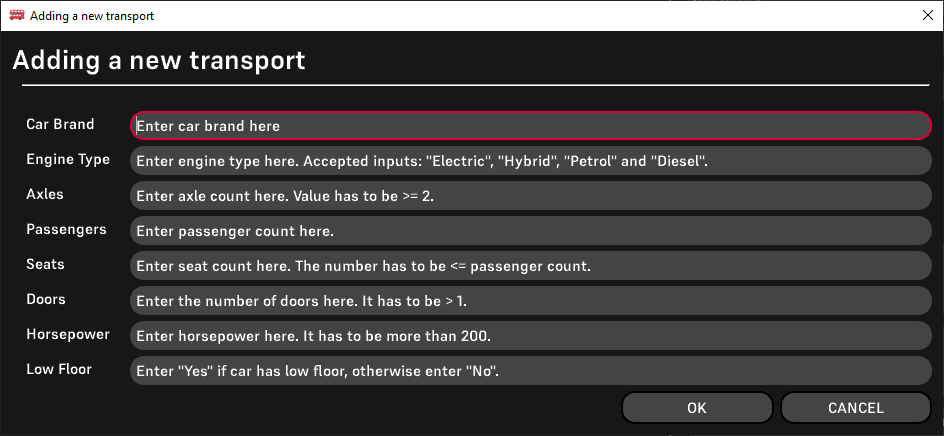 Adding a new transport
Adding a new transport
Car Brand Enter car brand here
Engine Type Enter engine type here. Accepted inputs: "Electric", "Hybrid", "Petrol" and "Diesel".
Axles Enter axle count here. Value has to be >= 2.
Passengers Enter passenger count here.
Seats Enter seat count here. The number has to be <= passenger count.
Doors Enter the number of doors here. It has to be > 1.
Horsepower Enter horsepower here. It has to be more than 200.
Low Floor Enter "Yes" if car has low floor, otherwise enter "No".
OK CANCEL